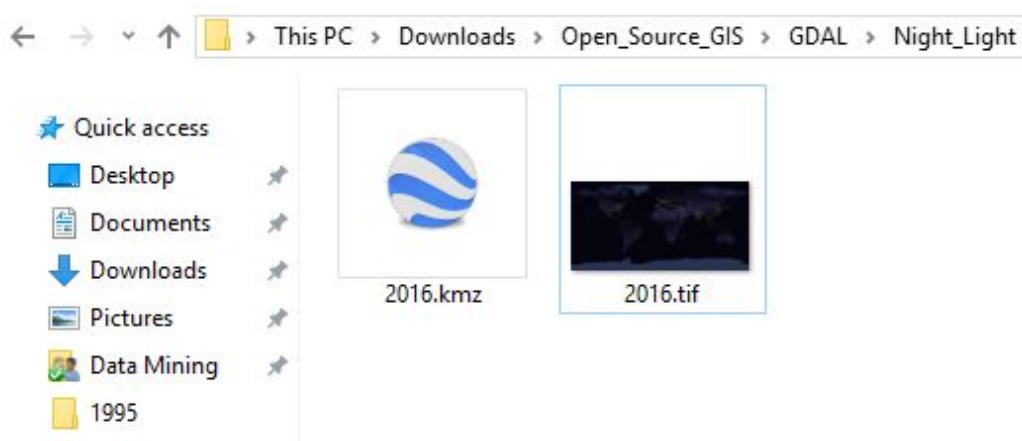 This PC > Downloads > Open_Source_GIS > GDAL > Night_Light
Quick access
Desktop
Documents
Downloads
Pictures
Data Mining
1995
2016.kmz
2016.tif